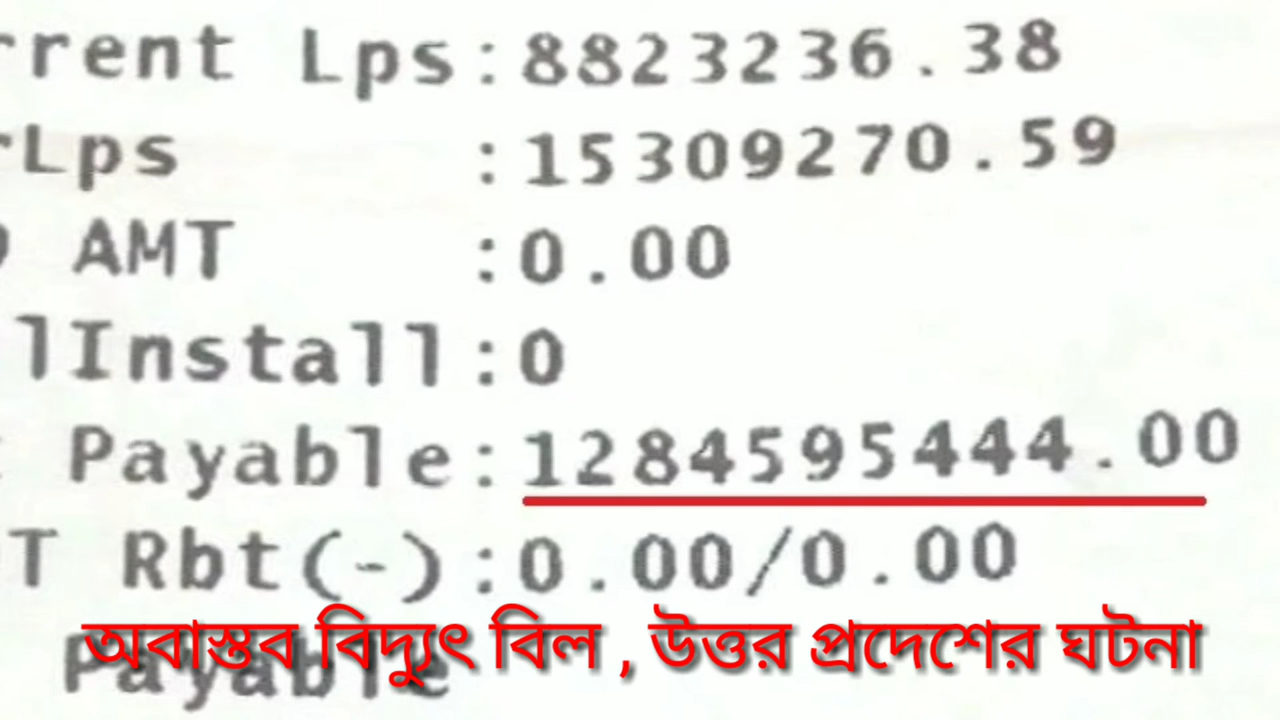 rrent Lps:8823236.38
rLps :15309270.59
AMT :0.00
lInstall:0
Payable:1284595444.00
T Rbt(-):0.00/0.00
Payable
অবাস্তব বিদ্যুৎ বিল , উত্তর প্রদেশের ঘটনা